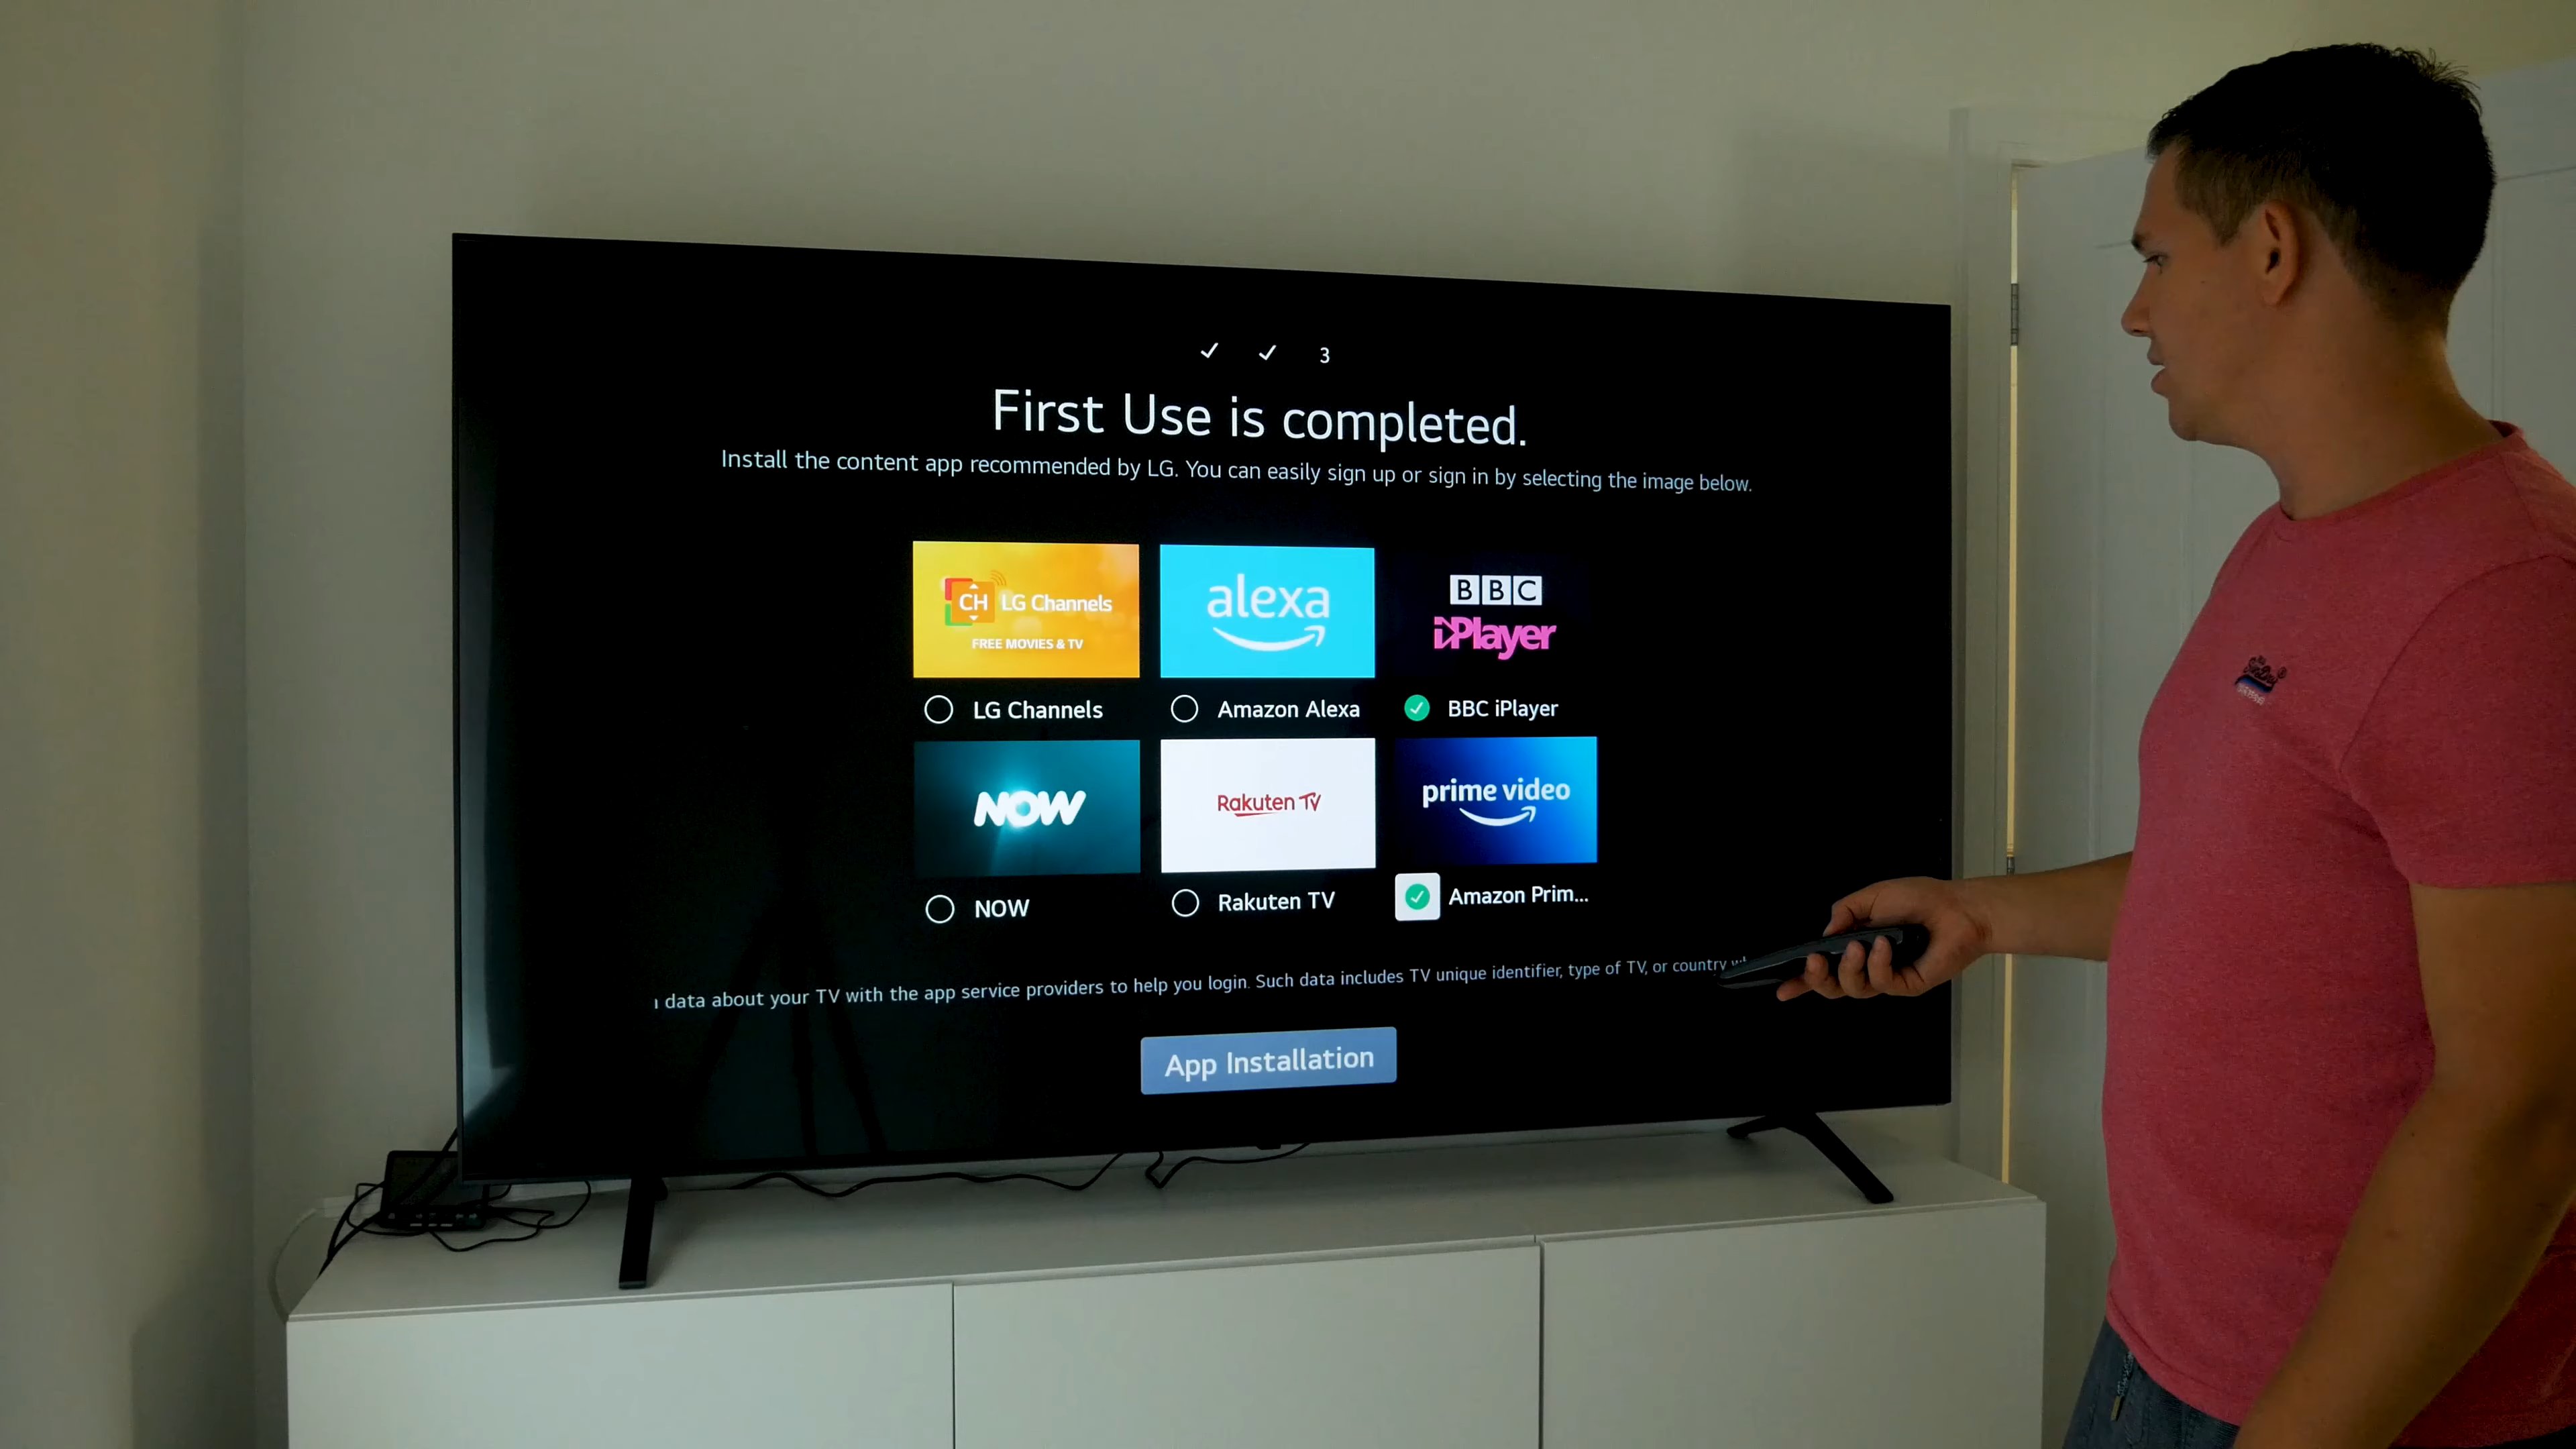 3
First Use is completed.
Install the content app recommended by LG. You can easily sign up or sign in by selecting the image below.
CH LG Channels
FREE MOVIES & TV
alexa
BBC
iPlayer
LG Channels
Amazon Alexa
BBC iPlayer
NOW
Rakuten TV
prime video
NOW
Rakuten TV
Amazon Prim...
data about your TV with the app service providers to help you login. Such data includes TV unique identifier, type of TV, or country
App Installation